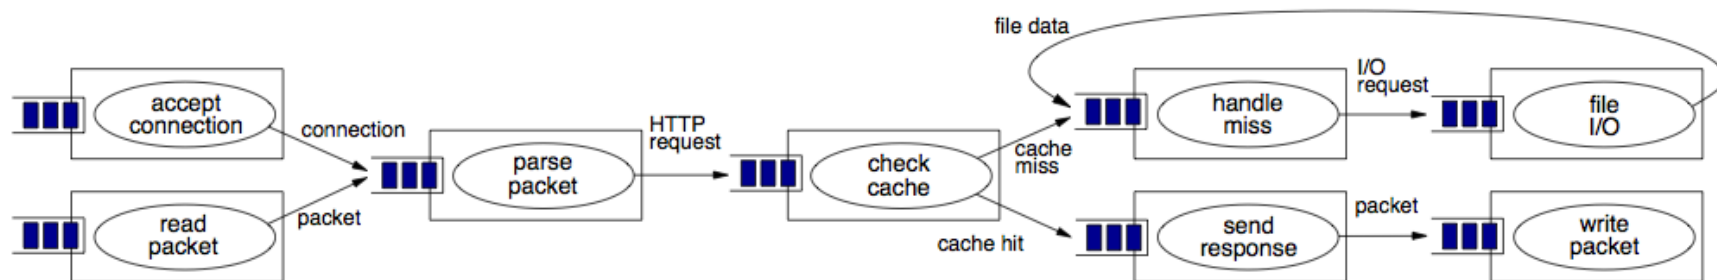 accept
connection
read
packet
connection
packet
parse
packet
HTTP
request
check
cache
cache
miss
cache hit
file data
handle
miss
I/O
request
file
I/O
send
response
packet
write
packet